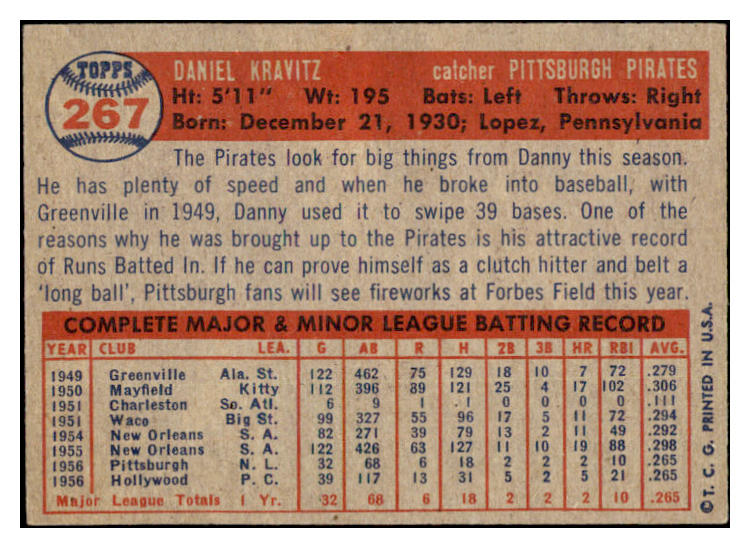 TOPPS
267
DANIEL KRAVITZ catcher PITTSBURGH PIRATES
Ht: 5'11" Wt: 195 Bats: Left Throws: Right
Born: December 21, 1930; Lopez, Pennsylvania
The Pirates look for big things from Danny this season.
He has plenty of speed and when he broke into baseball, with
Greenville in 1949, Danny used it to swipe 39 bases. One of the
reasons why he was brought up to the Pirates is his attractive record
of Runs Batted In. If he can prove himself as a clutch hitter and belt a
'long ball', Pittsburgh fans will see fireworks at Forbes Field this year.
COMPLETE MAJOR & MINOR LEAGUE BATTING RECORD
YEAR CLUB LEA. G AB R H 2B 3B HR RBI AVG.
1949 Greenville Ala. St. 122 462 75 129 18 10 7 72 .279
1950 Mayfield Kitty 112 396 89 121 25 4 17 102 .306
1951 Charleston So. Atl. 6 9 1 1 0 0 0 0 .111
1951 Waco Big St. 99 327 55 96 17 5 11 72 .294
1954 New Orleans S. A. 82 271 39 79 13 2 11 49 .292
1955 New Orleans S. A. 122 426 63 127 11 10 19 88 .298
1956 Pittsburgh N. L. 32 68 6 18 2 2 2 10 .265
1956 Hollywood P. C. 39 117 13 31 5 2 5 21 .265
Major League Totals 1 Yr. 32 68 6 18 2 2 2 10 .265
©T. C. G. PRINTED IN U.S.A.